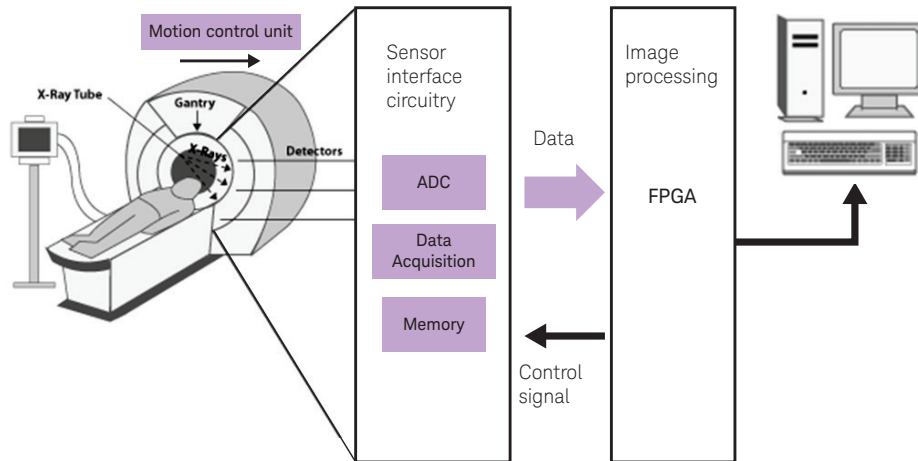 Motion control unit
X-Ray Tube
Gantry
X-Rays
Detectors
Sensor
interface
circuitry
ADC
Data
Acquisition
Memory
Data
Control
signal
Image
processing
FPGA